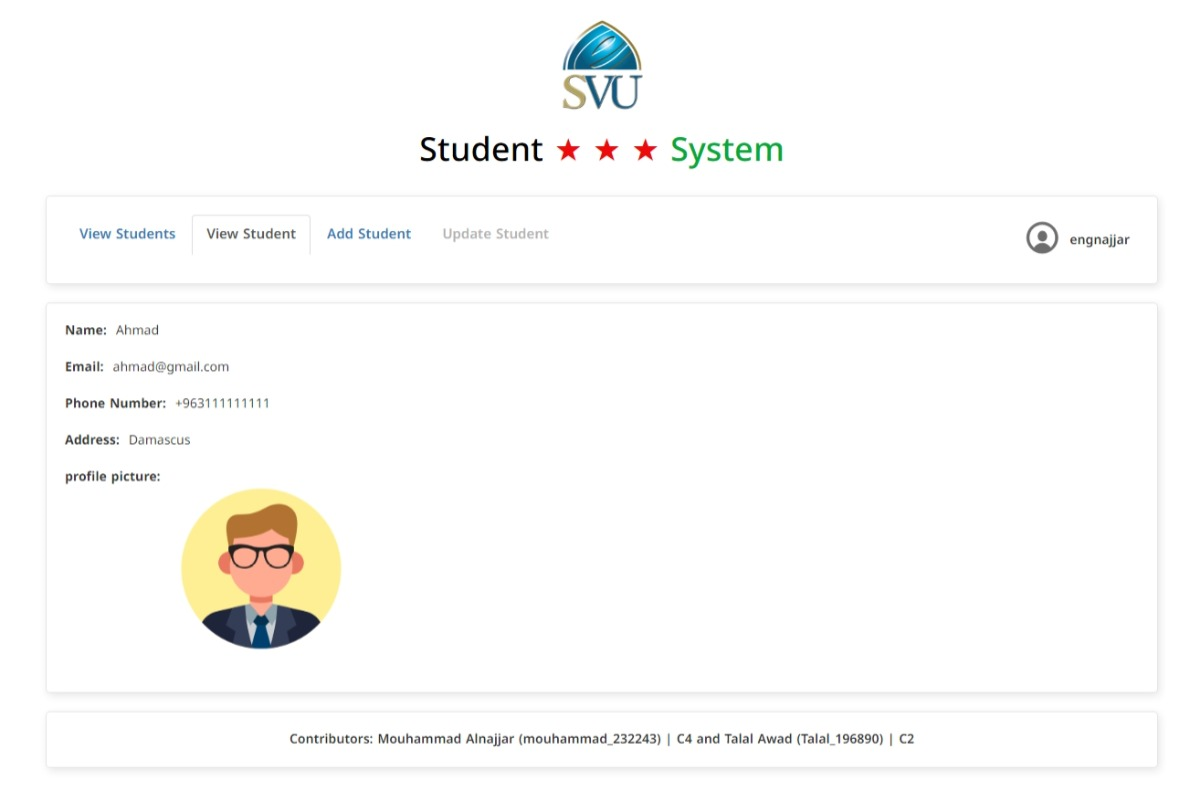 SVU
Student ★ ★ ★ System
View Students View Student Add Student Update Student engnajjar
Name: Ahmad
Email: ahmad@gmail.com
Phone Number: +963111111111
Address: Damascus
profile picture:
Contributors: Mouhammad Alnajjar (mouhammad_232243) | C4 and Talal Awad (Talal_196890) | C2